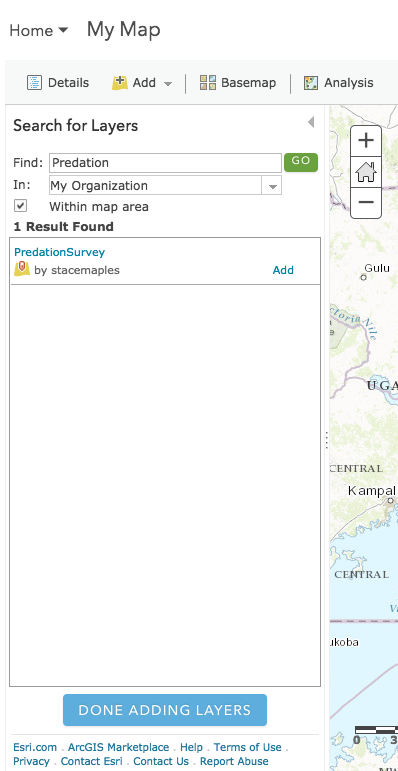 Home My Map
Details Add Basemap Analysis
Search for Layers
Find: Predation GO
In: My Organization
Within map area
1 Result Found
PredationSurvey
by stacemaples Add
DONE ADDING LAYERS
Esri.com . ArcGIS Marketplace . Help . Terms of Use .
Privacy . Contact Esri . Contact Us . Report Abuse
+
−
Gulu
Victoria Nile
UGA
CENTRAL
Kampal
CENTRAL
Vi
ukoba
0 3